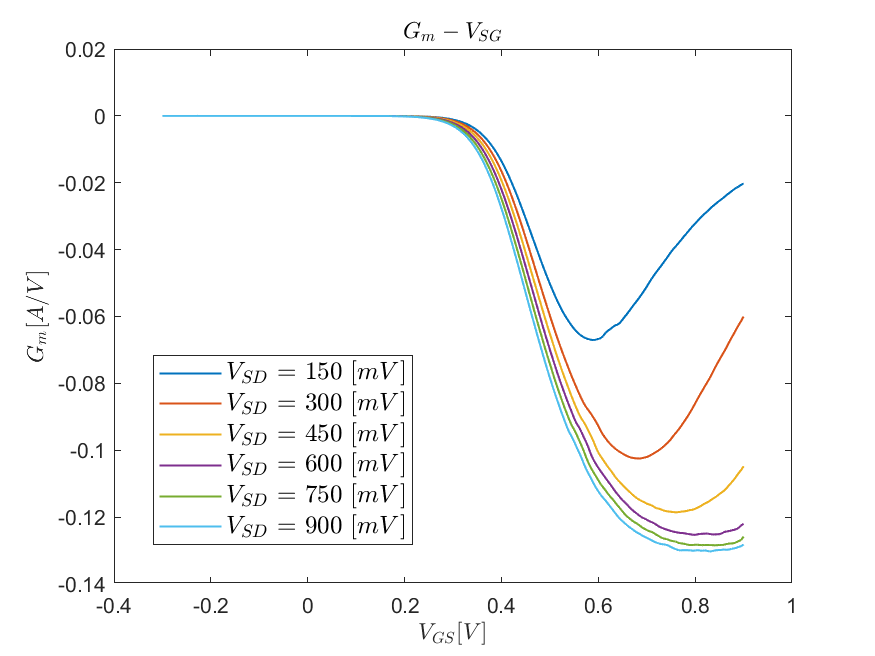 G_m − V_SG
0.02
0
-0.02
-0.04
-0.06
-0.08
-0.1
-0.12
-0.14
G_m[A/V]
V_SD = 150 [mV]
V_SD = 300 [mV]
V_SD = 450 [mV]
V_SD = 600 [mV]
V_SD = 750 [mV]
V_SD = 900 [mV]
-0.4 -0.2 0 0.2 0.4 0.6 0.8 1
V_GS[V]